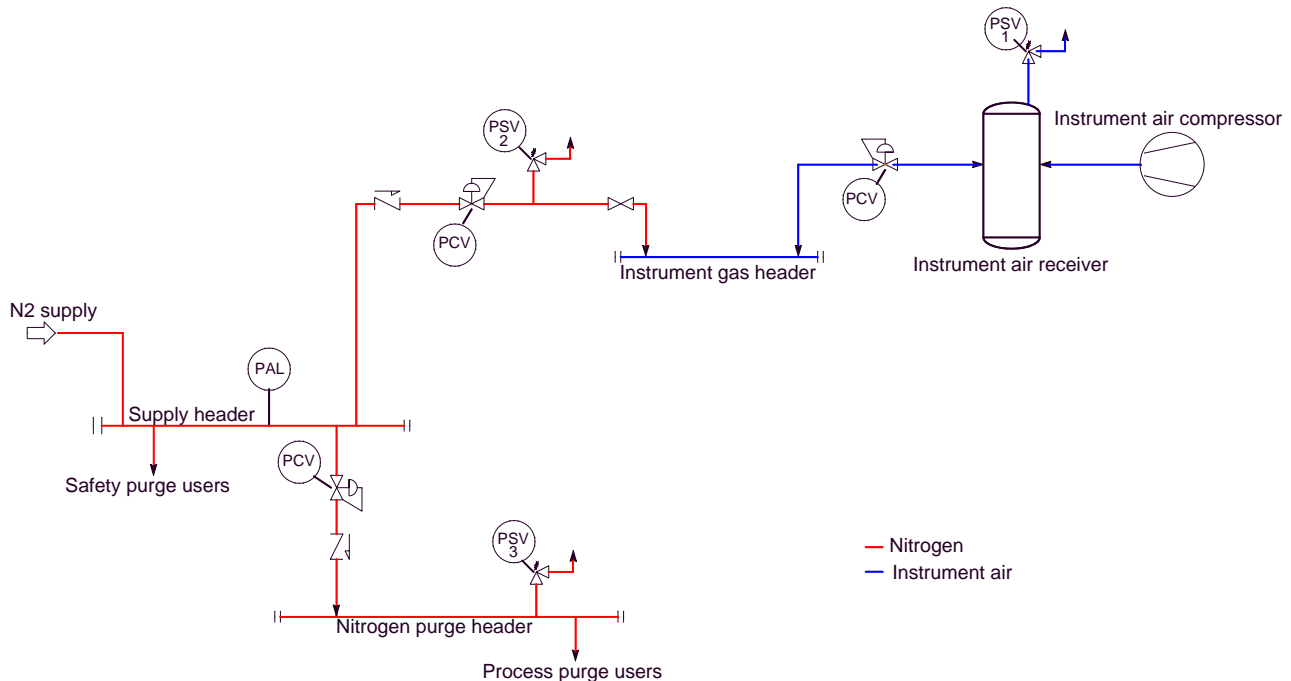 PSV
1
Instrument air compressor
PSV
2
PCV
PCV
Instrument gas header
Instrument air receiver
N2 supply
PAL
Supply header
PCV
Safety purge users
PSV
3
Nitrogen
Instrument air
Nitrogen purge header
Process purge users